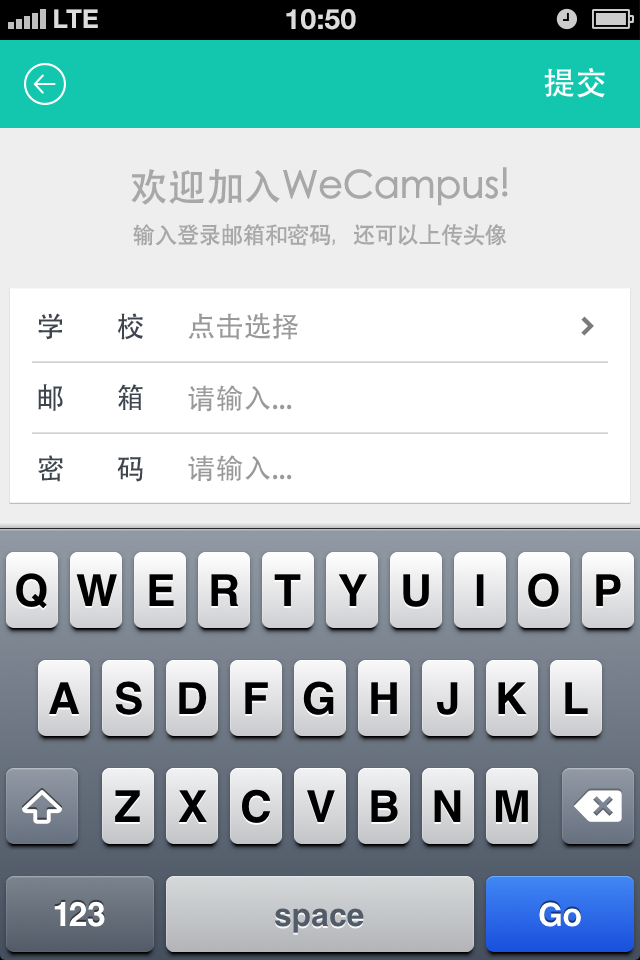 LTE 10:50
提交
欢迎加入WeCampus!
输入登录邮箱和密码, 还可以上传头像
学 校 点击选择
邮 箱 请输入...
密 码 请输入...
Q W E R T Y U I O P
A S D F G H J K L
Z X C V B N M
123 space Go